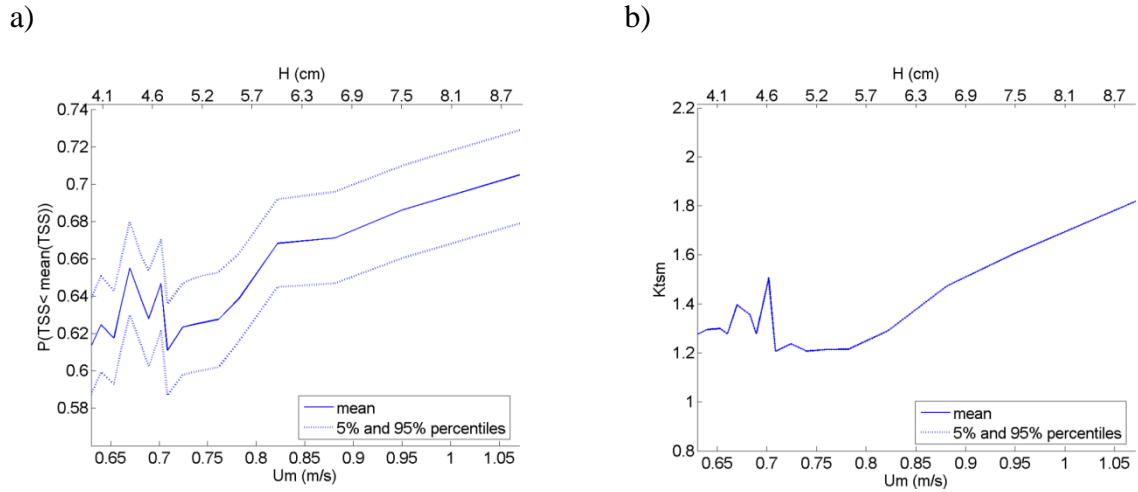 a)
b)
H (cm)
4.1 4.6 5.2 5.7 6.3 6.9 7.5 8.1 8.7
0.74
0.72
0.7
0.68
0.66
0.64
0.62
0.6
0.58
P(TSS< mean(TSS))
mean
5% and 95% percentiles
0.65 0.7 0.75 0.8 0.85 0.9 0.95 1 1.05
Um (m/s)
H (cm)
4.1 4.6 5.2 5.7 6.3 6.9 7.5 8.1 8.7
2.2
2
1.8
1.6
1.4
1.2
1
0.8
Ktsm
mean
5% and 95% percentiles
0.65 0.7 0.75 0.8 0.85 0.9 0.95 1 1.05
Um (m/s)